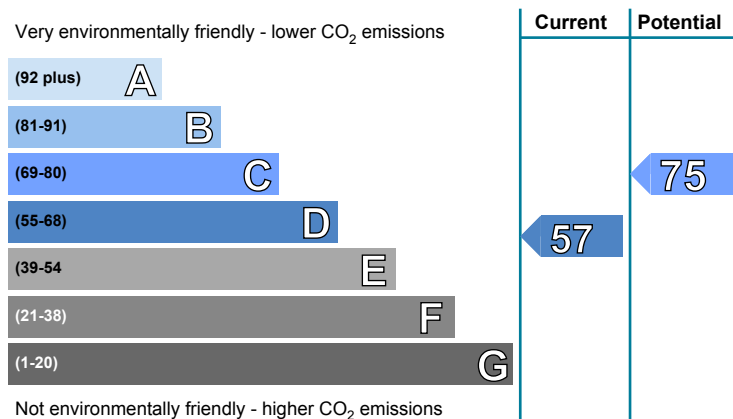 Current Potential
Very environmentally friendly - lower CO₂ emissions
(92 plus) A
(81-91) B
(69-80) C 75
(55-68) D 57
(39-54 E
(21-38) F
(1-20) G
Not environmentally friendly - higher CO₂ emissions